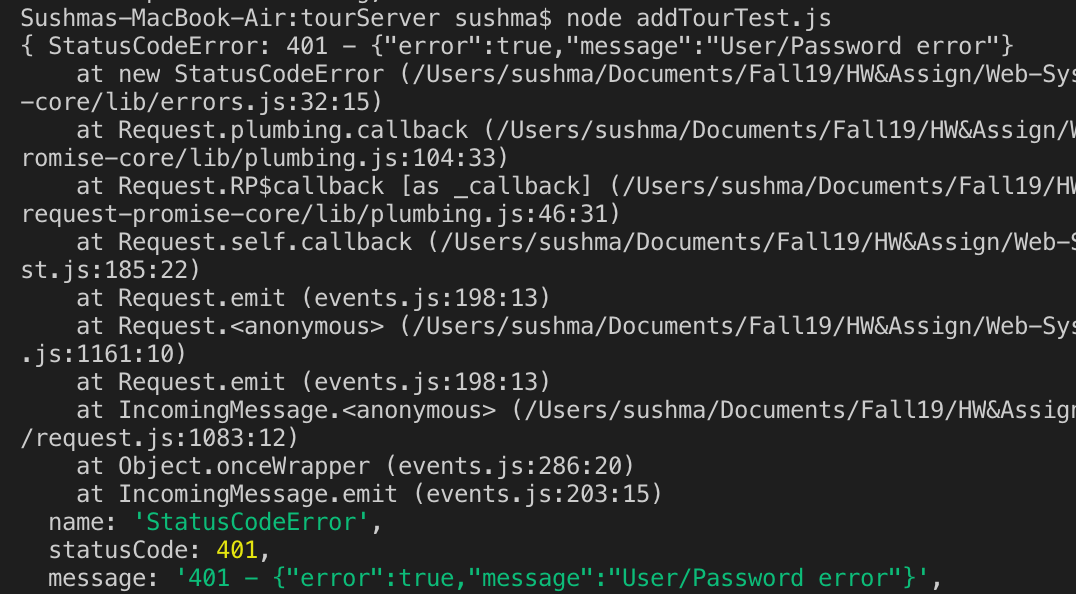 Sushmas-MacBook-Air:tourServer sushma$ node addTourTest.js
{ StatusCodeError: 401 - {"error":true,"message":"User/Password error"}
    at new StatusCodeError (/Users/sushma/Documents/Fall19/HW&Assign/Web-Sys
-core/lib/errors.js:32:15)
    at Request.plumbing.callback (/Users/sushma/Documents/Fall19/HW&Assign/W
romise-core/lib/plumbing.js:104:33)
    at Request.RP$callback [as _callback] (/Users/sushma/Documents/Fall19/HW
request-promise-core/lib/plumbing.js:46:31)
    at Request.self.callback (/Users/sushma/Documents/Fall19/HW&Assign/Web-S
st.js:185:22)
    at Request.emit (events.js:198:13)
    at Request.<anonymous> (/Users/sushma/Documents/Fall19/HW&Assign/Web-Sys
.js:1161:10)
    at Request.emit (events.js:198:13)
    at IncomingMessage.<anonymous> (/Users/sushma/Documents/Fall19/HW&Assign
/request.js:1083:12)
    at Object.onceWrapper (events.js:286:20)
    at IncomingMessage.emit (events.js:203:15)
  name: 'StatusCodeError',
  statusCode: 401,
  message: '401 - {"error":true,"message":"User/Password error"}',